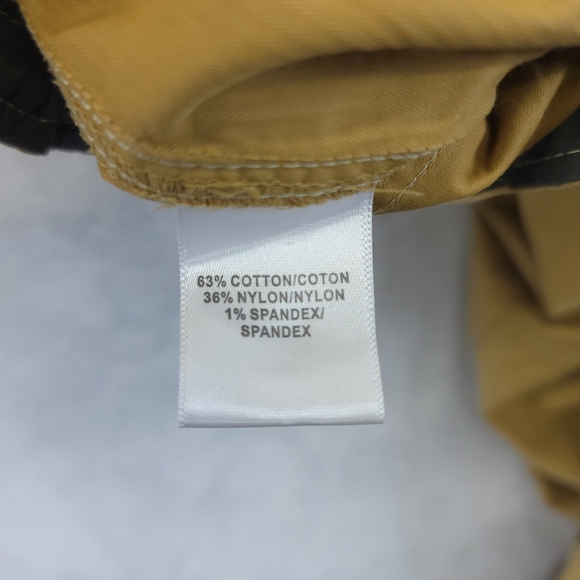 63% COTTON/COTON
36% NYLON/NYLON
1% SPANDEX/
SPANDEX